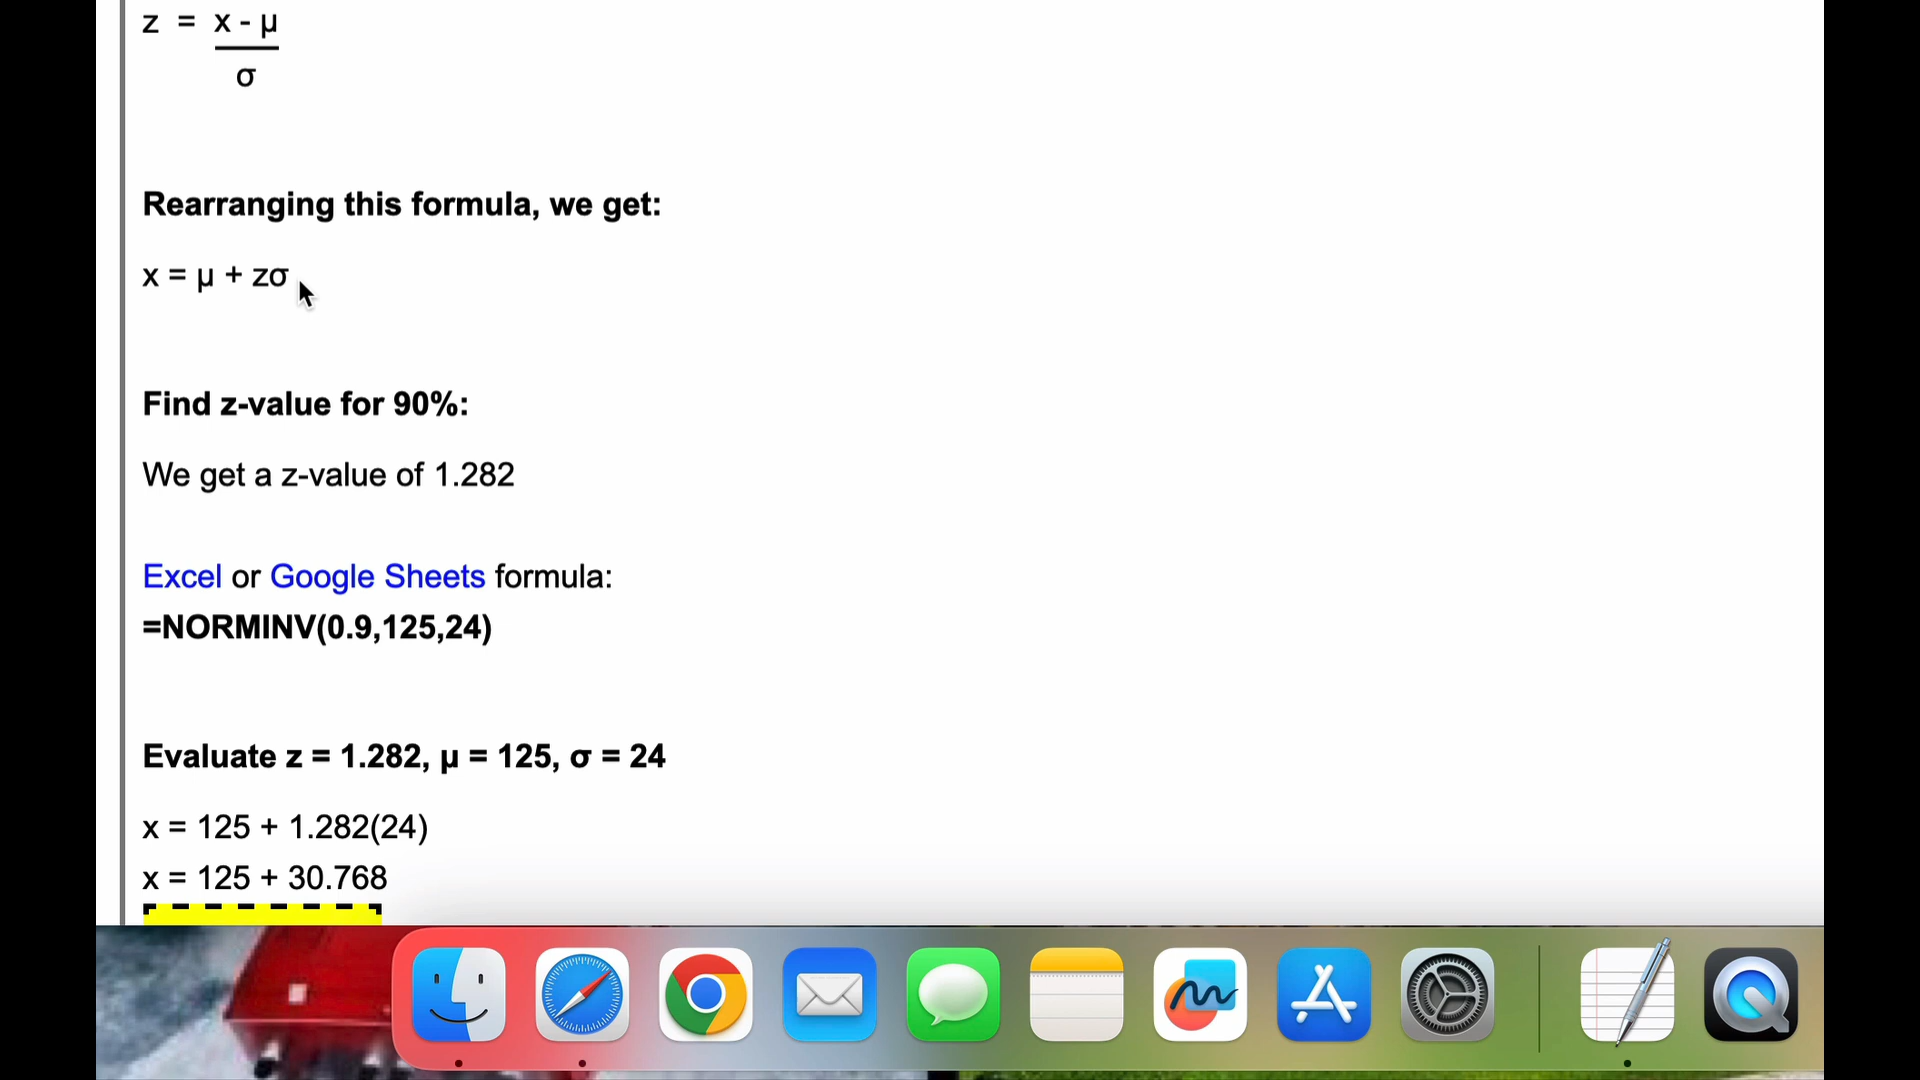 z = x - μ
σ
Rearranging this formula, we get:
x = μ + zσ
Find z-value for 90%:
We get a z-value of 1.282
Excel or Google Sheets formula:
=NORMINV(0.9,125,24)
Evaluate z = 1.282, μ = 125, σ = 24
x = 125 + 1.282(24)
x = 125 + 30.768